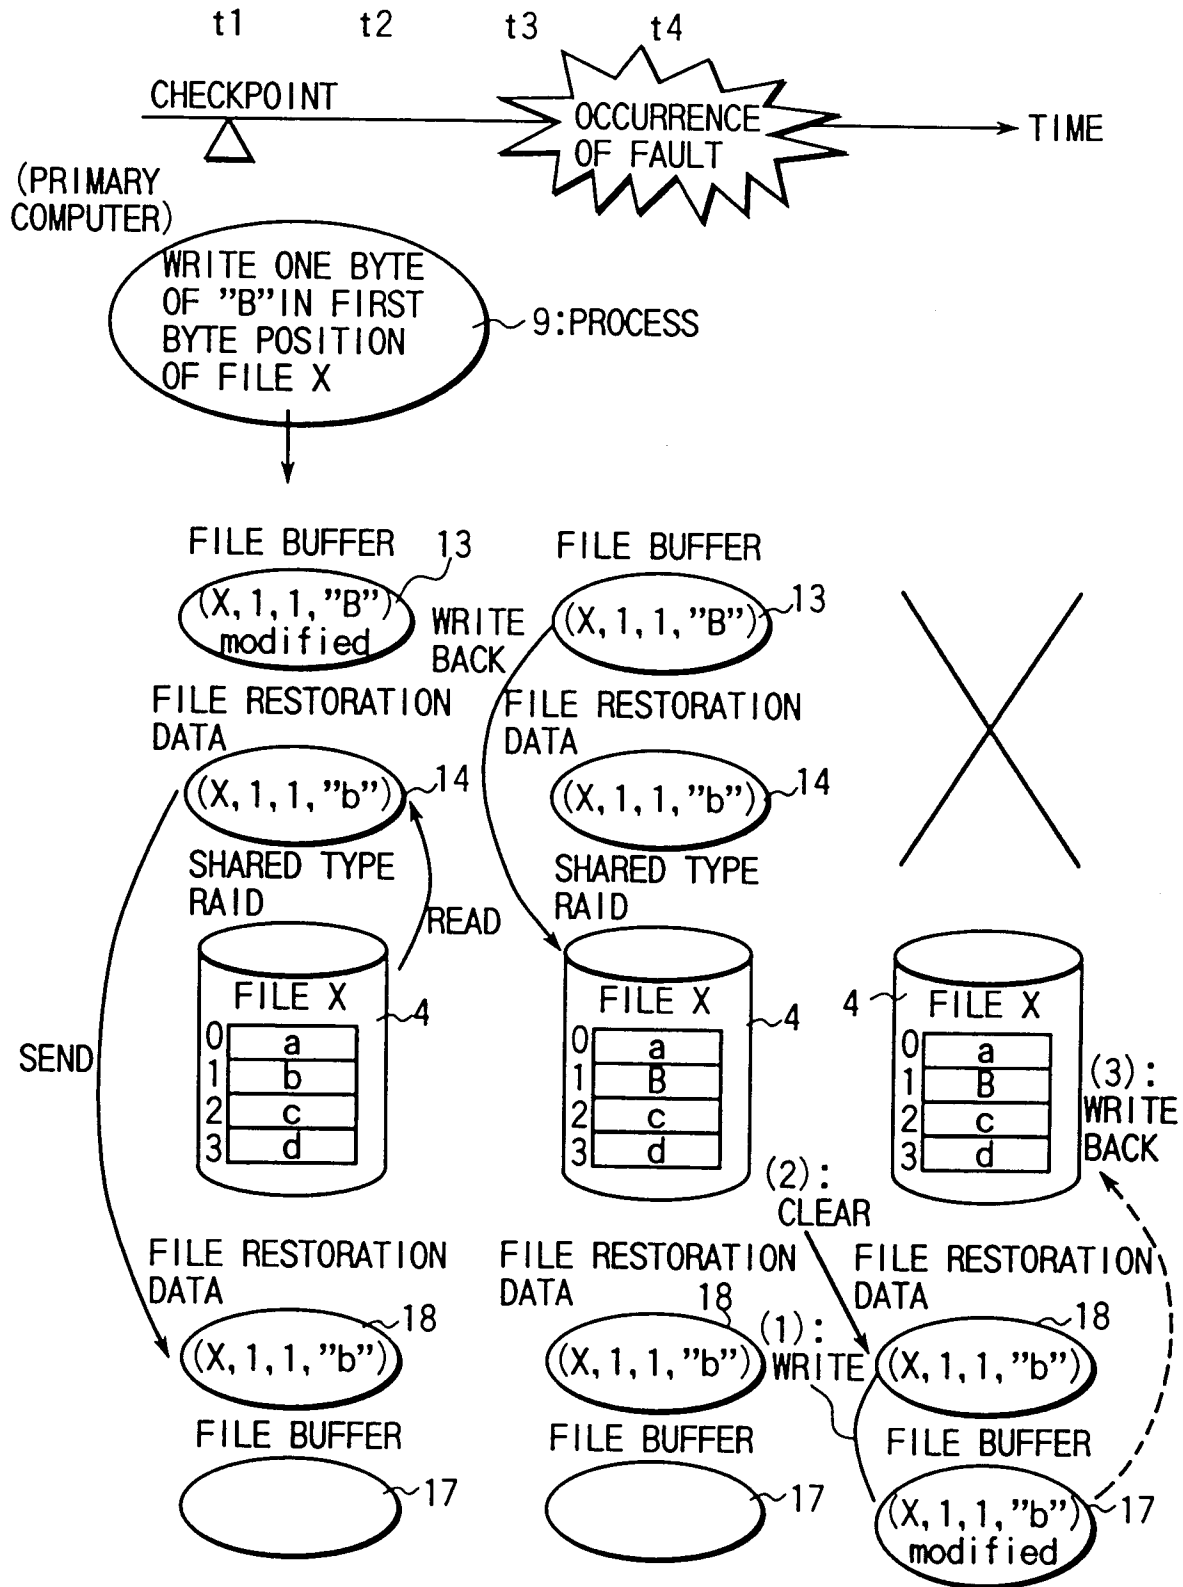 t1 t2 t3 t4
CHECKPOINT
OCCURRENCE
OF FAULT
TIME
(PRIMARY
COMPUTER)
WRITE ONE BYTE
OF "B" IN FIRST
BYTE POSITION
OF FILE X
9:PROCESS
FILE BUFFER 13
(X,1,1,"B")
modified
FILE BUFFER
13
(X,1,1,"B")
WRITE
BACK
FILE RESTORATION
DATA
14
(X,1,1,"b")
FILE RESTORATION
DATA
14
(X,1,1,"b")
SHARED TYPE
RAID
READ
SHARED TYPE
RAID
SEND
FILE X
4
0 a
1 b
2 c
3 d
FILE X
4
0 a
1 B
2 c
3 d
4 FILE X
0 a
1 B
2 c
3 d
(3):
WRITE
BACK
(2):
CLEAR
FILE RESTORATION
DATA
18
(X,1,1,"b")
FILE RESTORATION
DATA
18
(X,1,1,"b")
(1):
WRITE
FILE RESTORATION
DATA
18
(X,1,1,"b")
FILE BUFFER
17
FILE BUFFER
17
FILE BUFFER
(X,1,1,"b")
modified
17